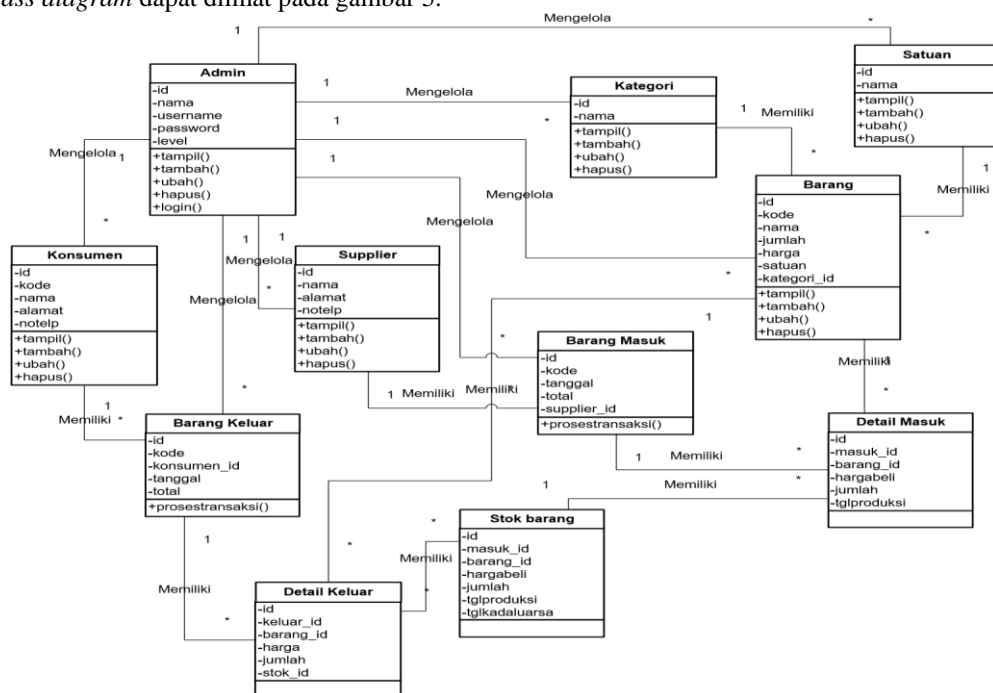 ass diagram dapat dilihat pada gambar 5.
Mengelola
1
*
Admin
-id
-nama
-username
-password
-level
+tampil()
+tambah()
+ubah()
+hapus()
+login()
1
Mengelola
*
Kategori
-id
-nama
+tampil()
+tambah()
+ubah()
+hapus()
1
Memiliki
*
Satuan
-id
-nama
+tampil()
+tambah()
+ubah()
+hapus()
1
Memiliki
*
Barang
-id
-kode
-nama
-jumlah
-harga
-satuan
-kategori_id
+tampil()
+tambah()
+ubah()
+hapus()
1
Mengelola
*
1
Mengelola
*
Mengelola
1
*
Konsumen
-id
-kode
-nama
-alamat
-notelp
+tampil()
+tambah()
+ubah()
+hapus()
1
1
Mengelola
*
Mengelola
*
Supplier
-id
-nama
-alamat
-notelp
+tampil()
+tambah()
+ubah()
+hapus()
1
Memiliki
*
Barang Masuk
-id
-kode
-tanggal
-total
-supplier_id
+prosestransaksi()
1
Memiliki
*
1
Memiliki
*
Barang Keluar
-id
-kode
-konsumen_id
-tanggal
-total
+prosestransaksi()
1
Memiliki
*
Detail Masuk
-id
-masuk_id
-barang_id
-hargabeli
-jumlah
-tglproduksi
1
Memiliki
*
1
Memiliki
*
Stok barang
-id
-masuk_id
-barang_id
-hargabeli
-jumlah
-tglproduksi
-tglkadaluarsa
*
Memiliki
*
1
Memiliki
*
Detail Keluar
-id
-keluar_id
-barang_id
-harga
-jumlah
-stok_id